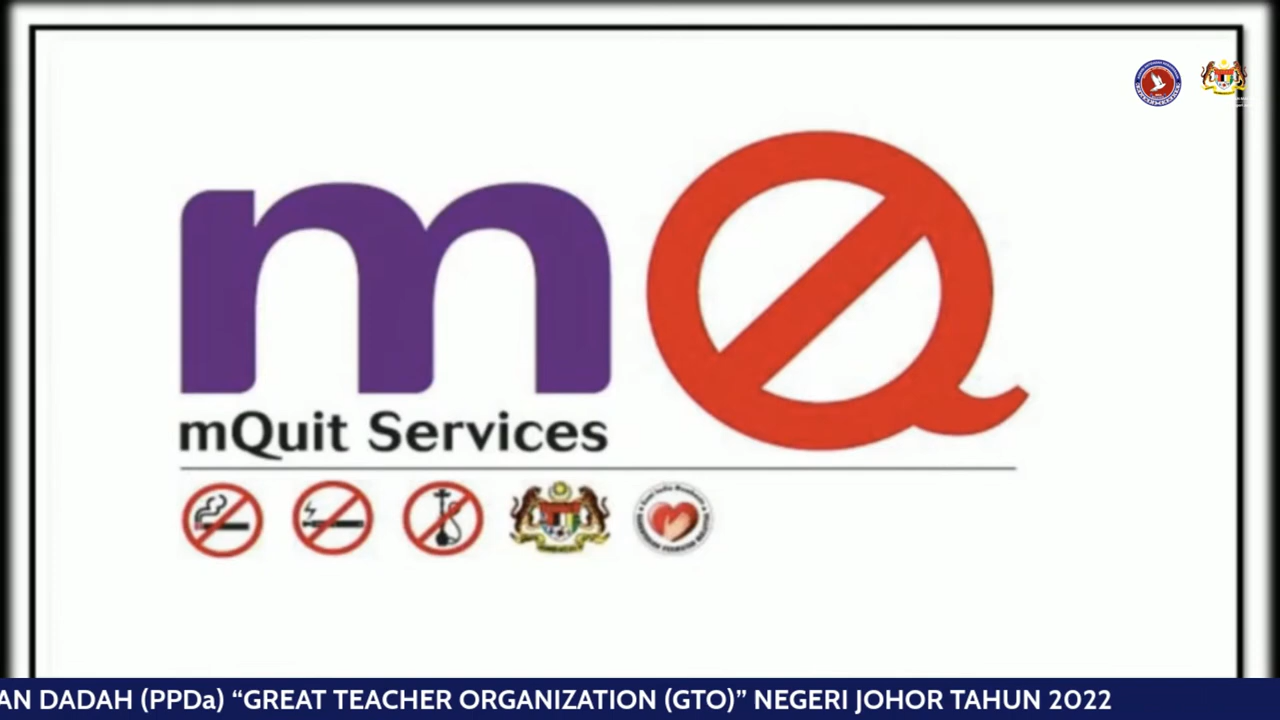 mQ
mQuit Services
AN DADAH (PPDa) “GREAT TEACHER ORGANIZATION (GTO)” NEGERI JOHOR TAHUN 2022